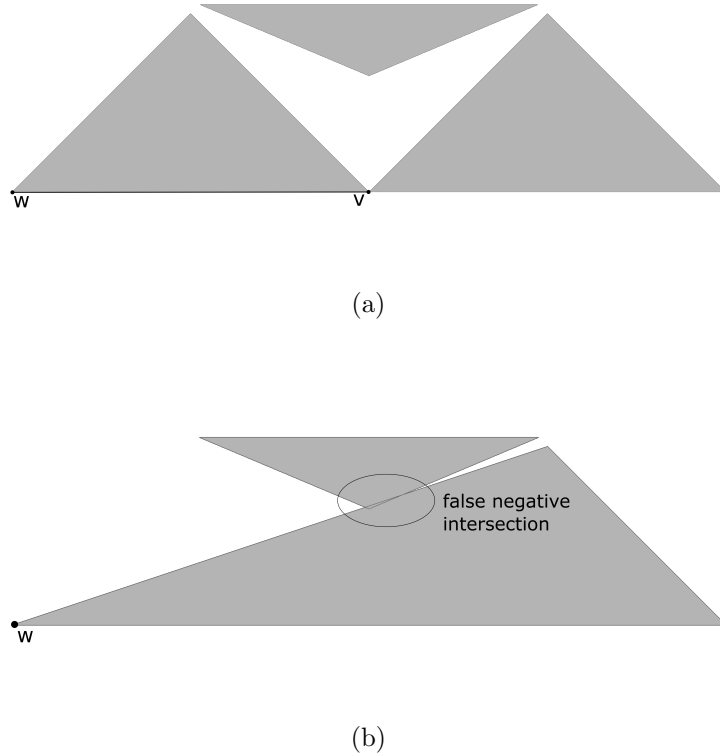 w
v
(a)
false negative
intersection
w
(b)